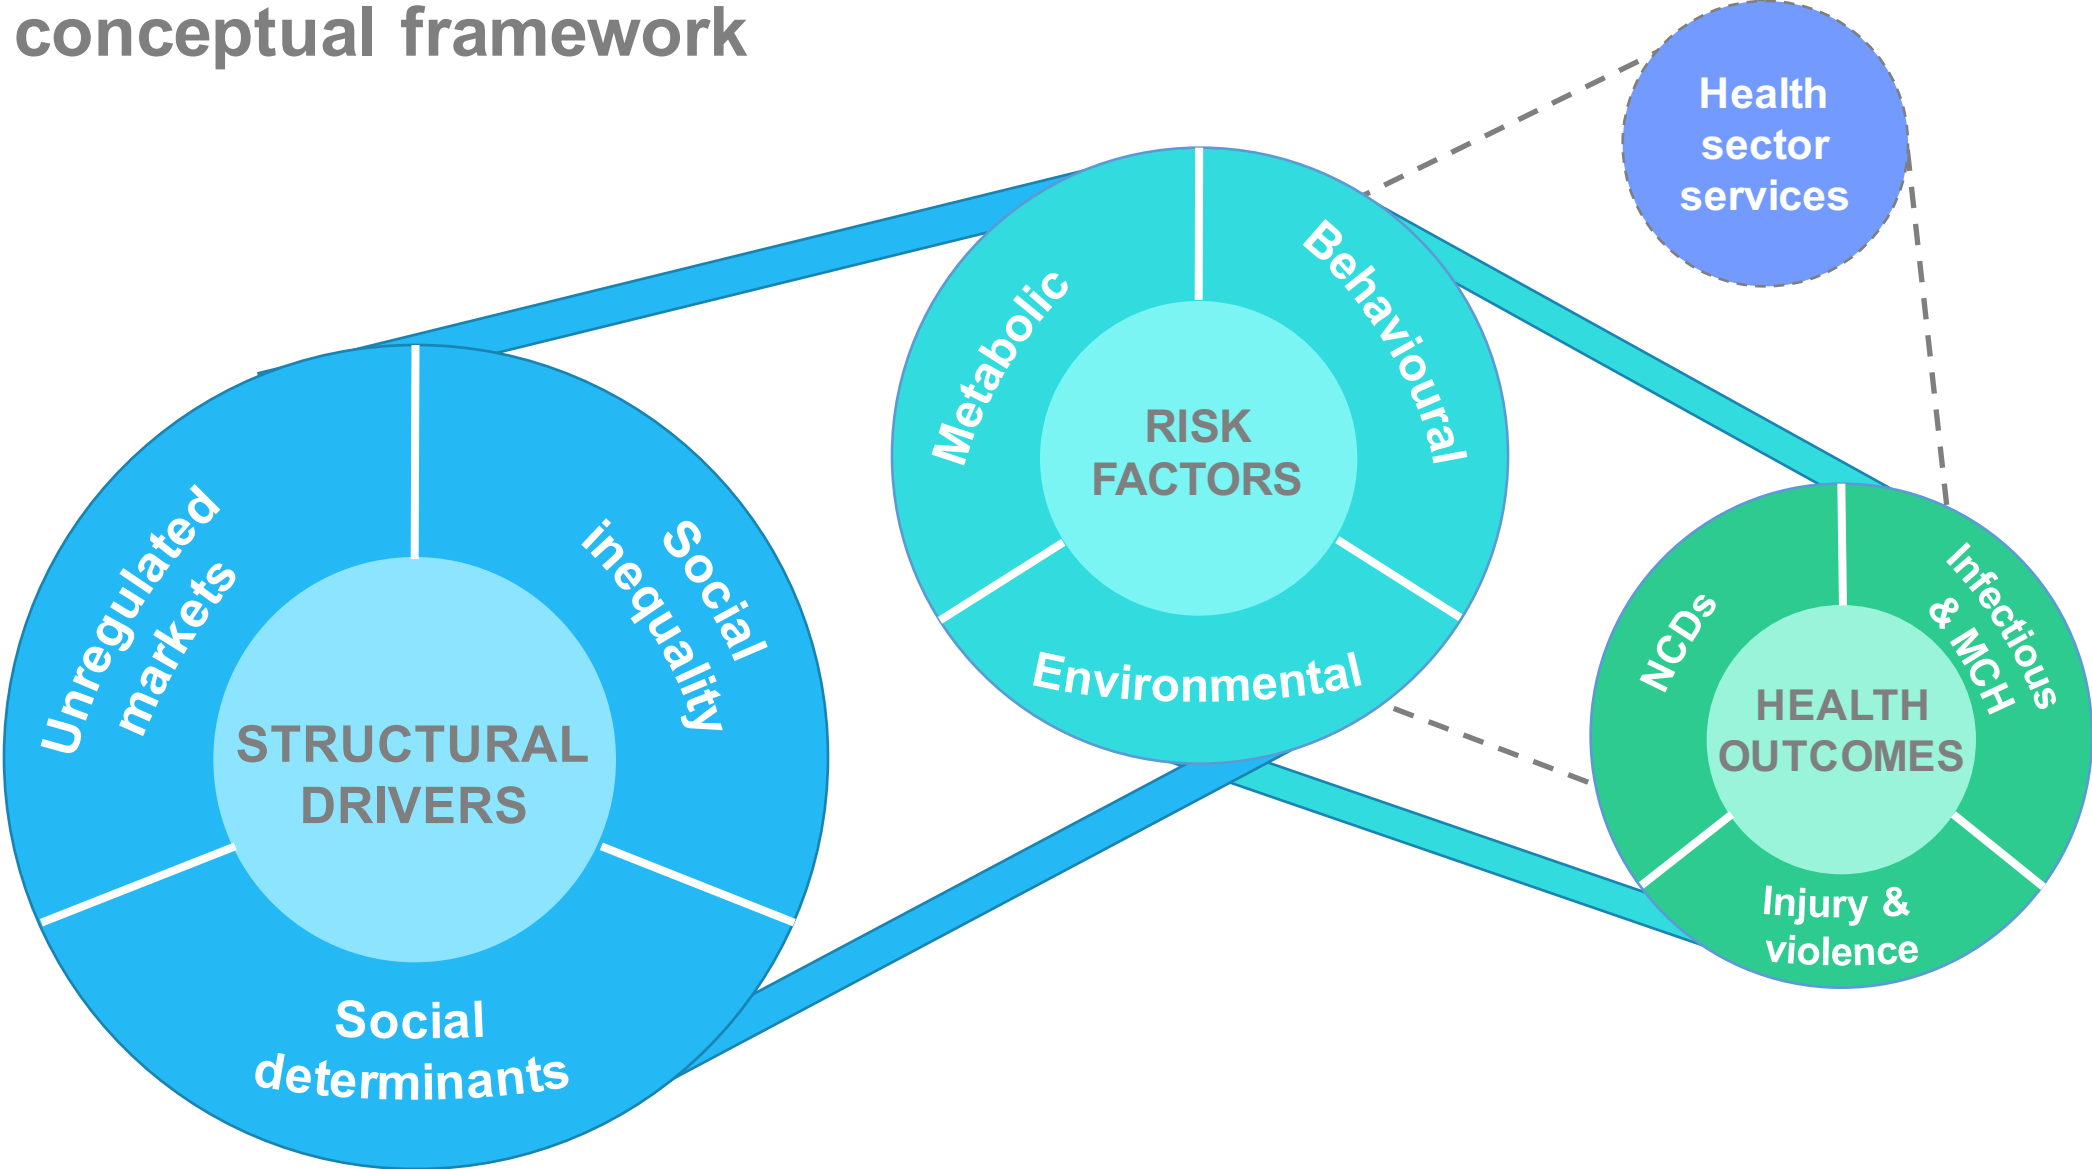 conceptual framework
Health
sector
services
Metabolic
Behavioural
RISK
FACTORS
Environmental
Unregulated
markets
Social
inequality
STRUCTURAL
DRIVERS
Social
determinants
NCDs
Infectious
& MCH
HEALTH
OUTCOMES
Injury &
violence